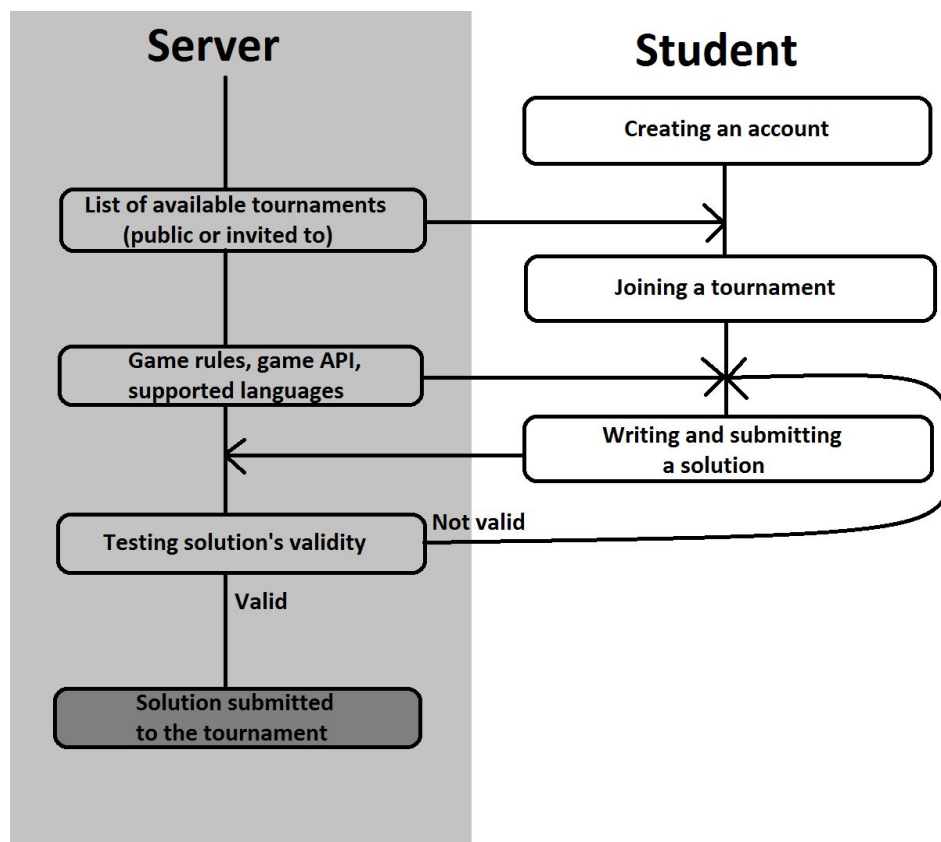 Server
Student
Creating an account
List of available tournaments
(public or invited to)
Joining a tournament
Game rules, game API,
supported languages
Writing and submitting
a solution
Not valid
Testing solution's validity
Valid
Solution submitted
to the tournament